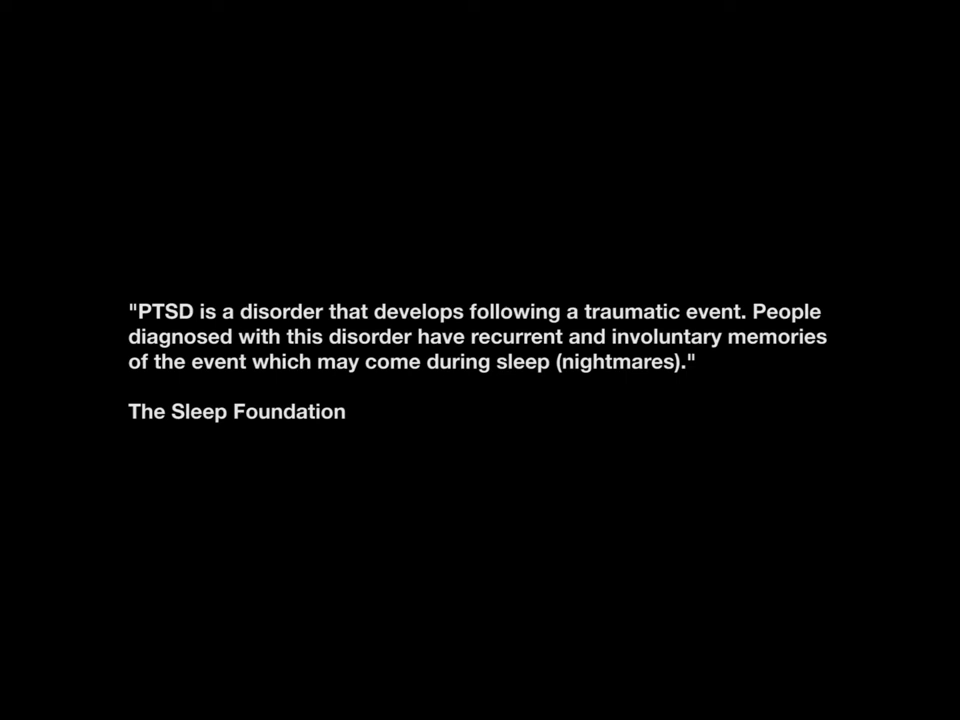 "PTSD is a disorder that develops following a traumatic event. People
diagnosed with this disorder have recurrent and involuntary memories
of the event which may come during sleep (nightmares)."
The Sleep Foundation